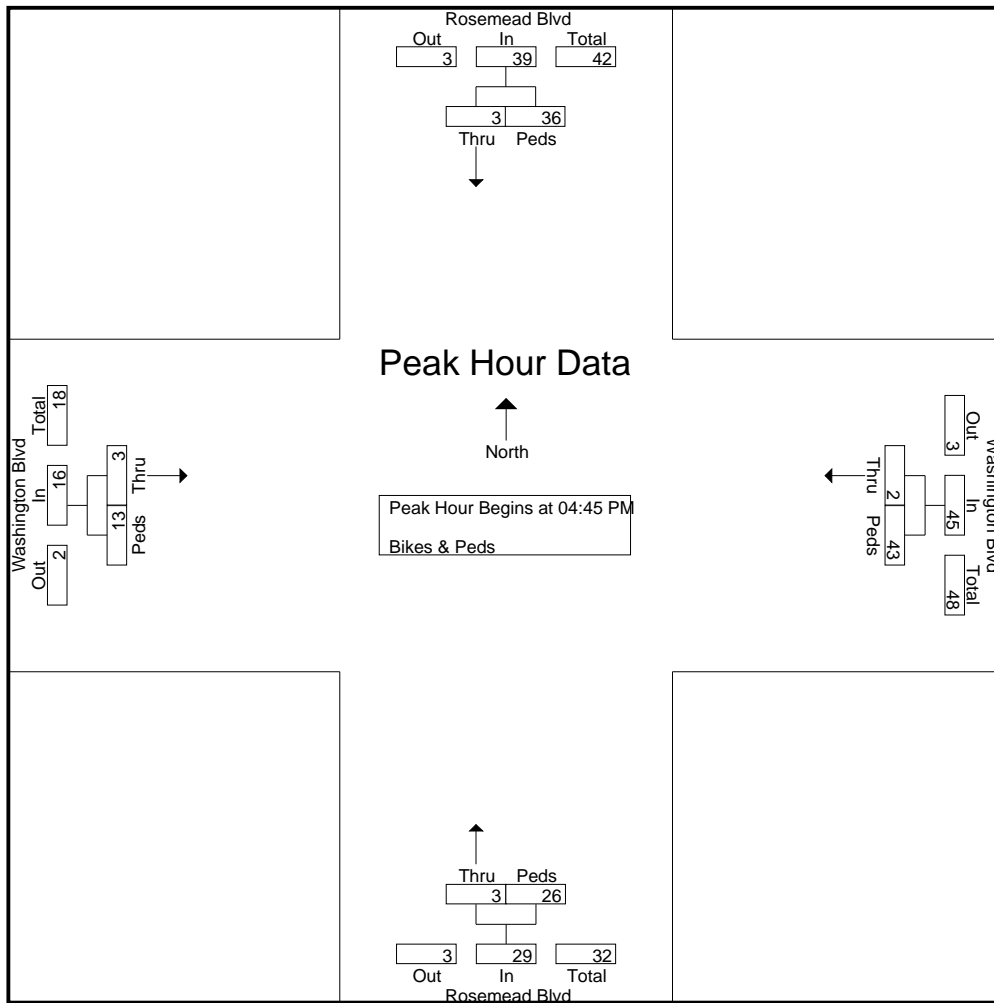 Rosemead Blvd
Out In Total
3 39 42
3 36
Thru Peds
Peak Hour Data
North
Peak Hour Begins at 04:45 PM
Bikes & Peds
Washington Blvd
Out In Total
2 16 18
Peds Thru
13 3
Washington Blvd
Out In Total
3 45 48
Thru Peds
2 43
Thru Peds
3 26
3 29 32
Out In Total
Rosemead Blvd